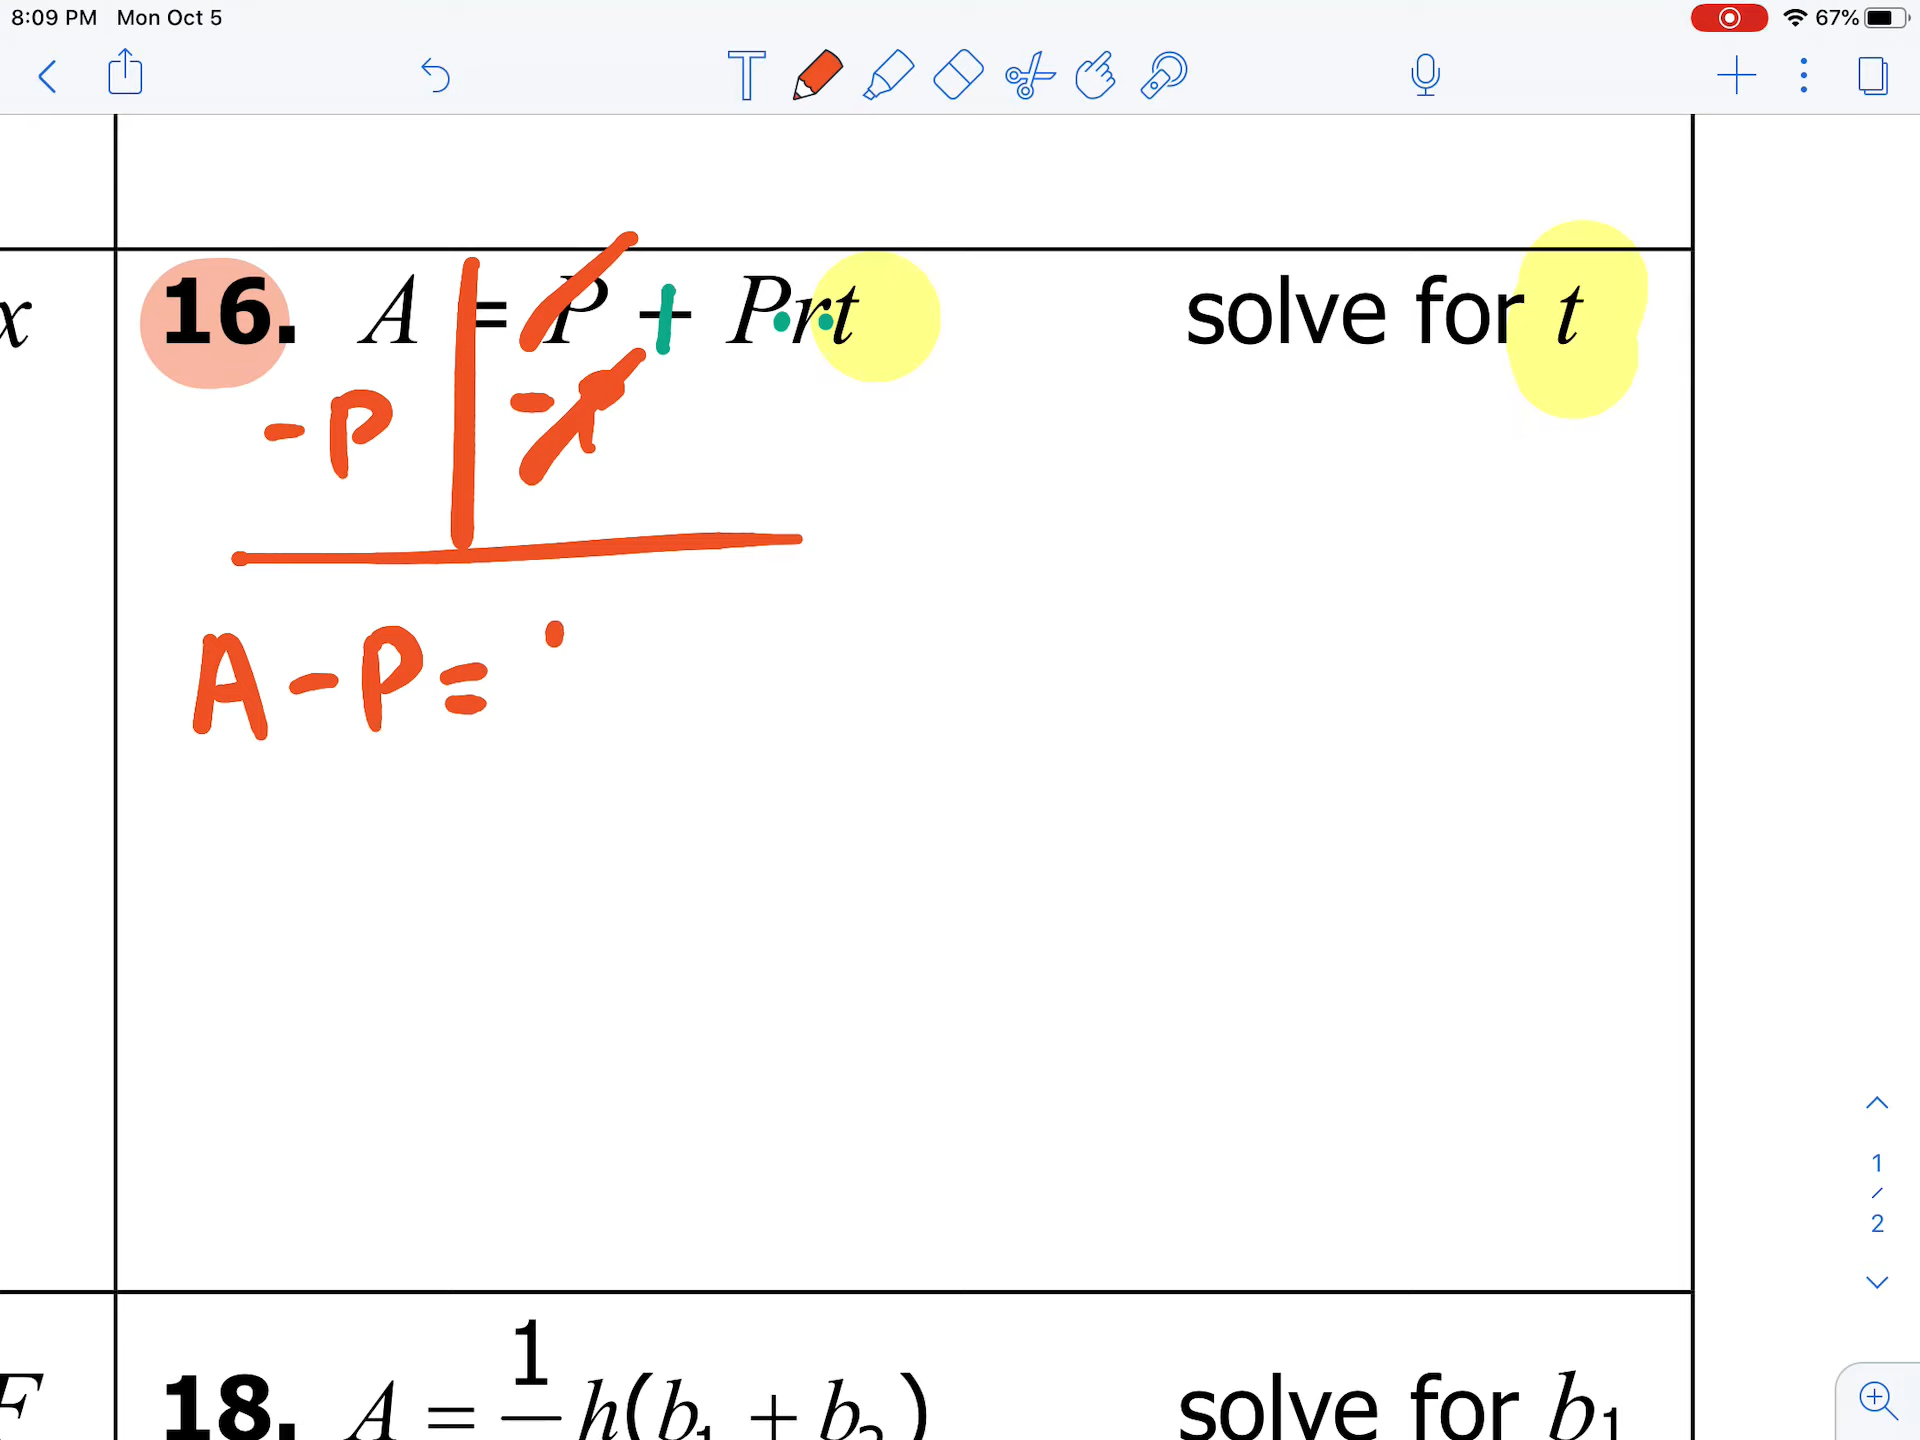 8:09 PM Mon Oct 5 67%
T
x 16. A = P + Prt solve for t
-P -P
A - P =
1
/
2
F 18. A = 1 h(b1 + b2) solve for b1